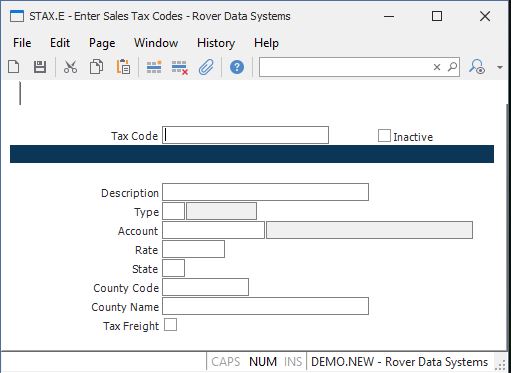 STAX.E - Enter Sales Tax Codes - Rover Data Systems
File Edit Page Window History Help
Tax Code Inactive
Description
Type
Account
Rate
State
County Code
County Name
Tax Freight
CAPS NUM INS DEMO.NEW - Rover Data Systems